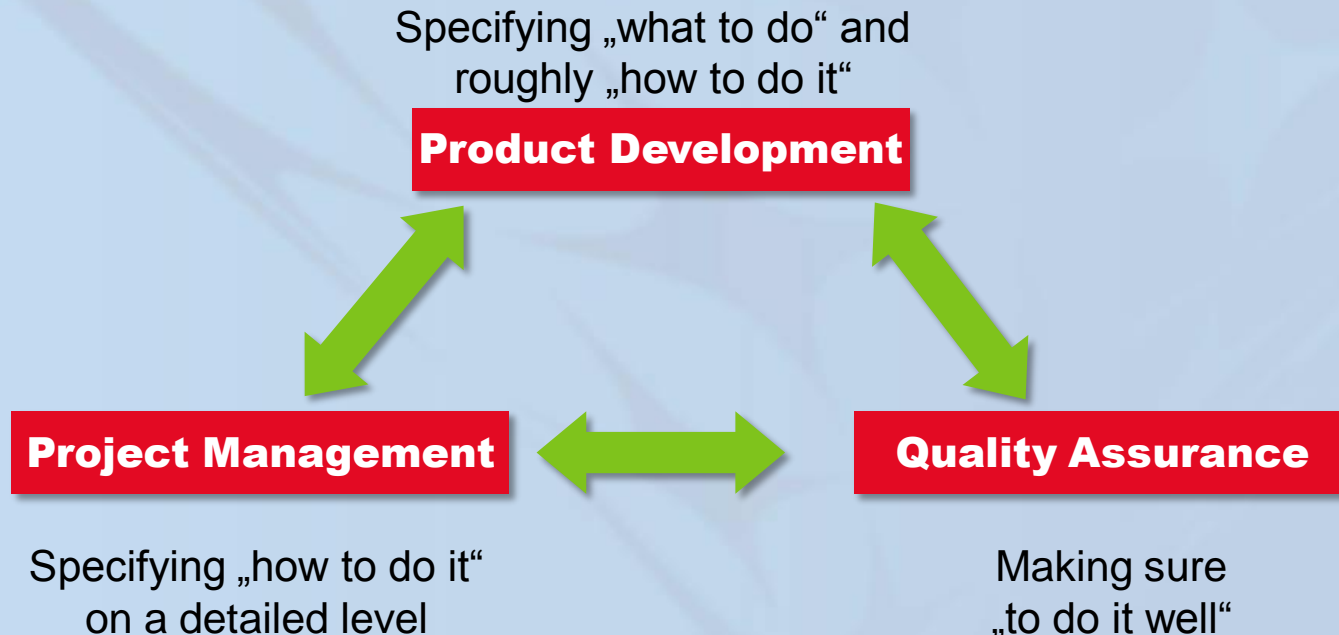 Specifying „what to do“ and
roughly „how to do it“
Product Development
Project Management
Quality Assurance
Specifying „how to do it“
on a detailed level
Making sure
„to do it well“